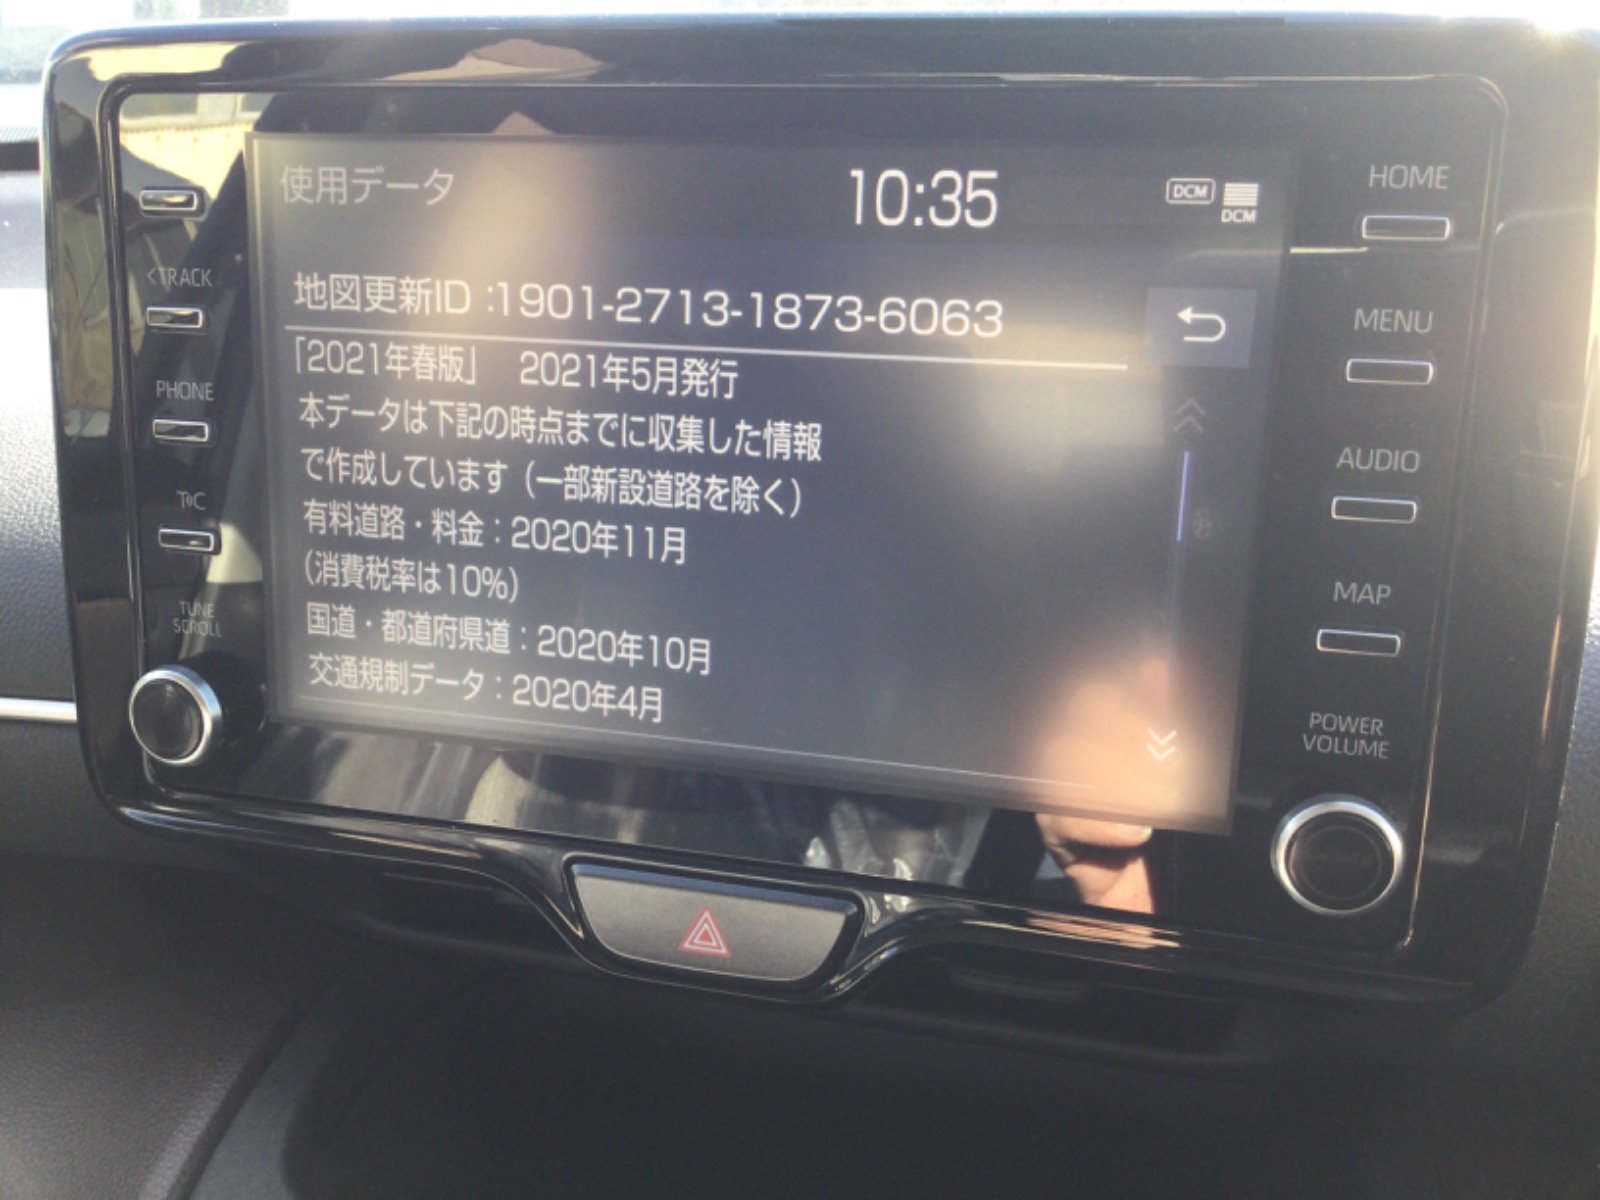 使用データ
10:35
DCM
DCM
地図更新ID :1901-2713-1873-6063
「2021年春版」 2021年5月発行
本データは下記の時点までに収集した情報
で作成しています（一部新設道路を除く）
有料道路・料金：2020年11月
（消費税率は10%）
国道・都道府県道：2020年10月
交通規制データ：2020年4月
<TRACK
PHONE
TC
TUNE
SCROLL
HOME
MENU
AUDIO
MAP
POWER
VOLUME